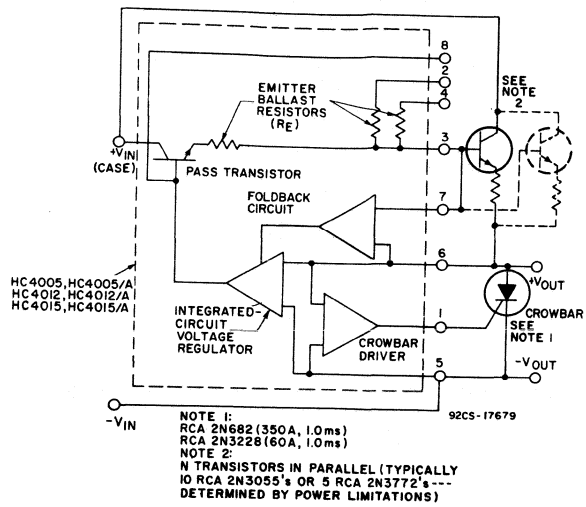 8
2
4
EMITTER
BALLAST
RESISTORS
(RE)
SEE
NOTE
2
3
+VIN
(CASE)
PASS TRANSISTOR
FOLDBACK
CIRCUIT
7
6
+VOUT
HC4005,HC4005/A
HC4012,HC4012/A
HC4015,HC4015/A
INTEGRATED-
CIRCUIT
VOLTAGE
REGULATOR
CROWBAR
DRIVER
1
CROWBAR
SEE
NOTE 1
5
-VOUT
-VIN
92CS-17679
NOTE 1:
RCA 2N682(350A, 1.0ms)
RCA 2N3228(60A, 1.0ms)
NOTE 2:
N TRANSISTORS IN PARALLEL (TYPICALLY
10 RCA 2N3055's OR 5 RCA 2N3772's---
DETERMINED BY POWER LIMITATIONS)